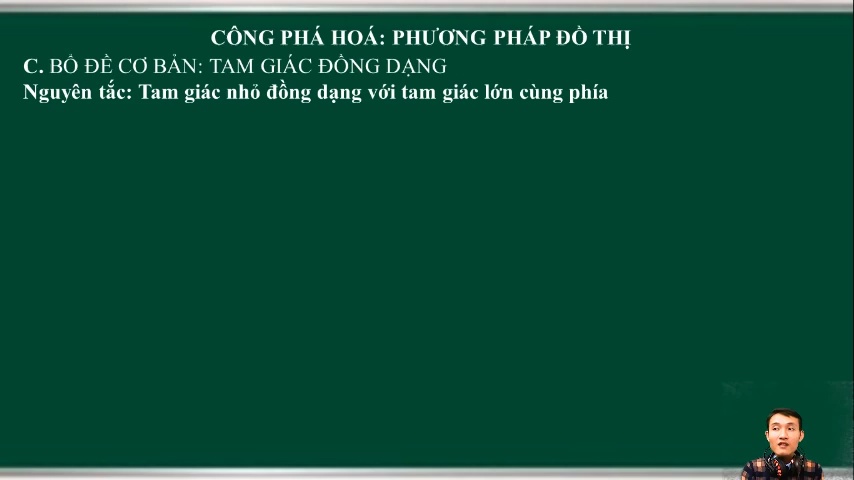 CÔNG PHÁ HOÁ: PHƯƠNG PHÁP ĐỒ THỊ
C. BỔ ĐỀ CƠ BẢN: TAM GIÁC ĐỒNG DẠNG
Nguyên tắc: Tam giác nhỏ đồng dạng với tam giác lớn cùng phía